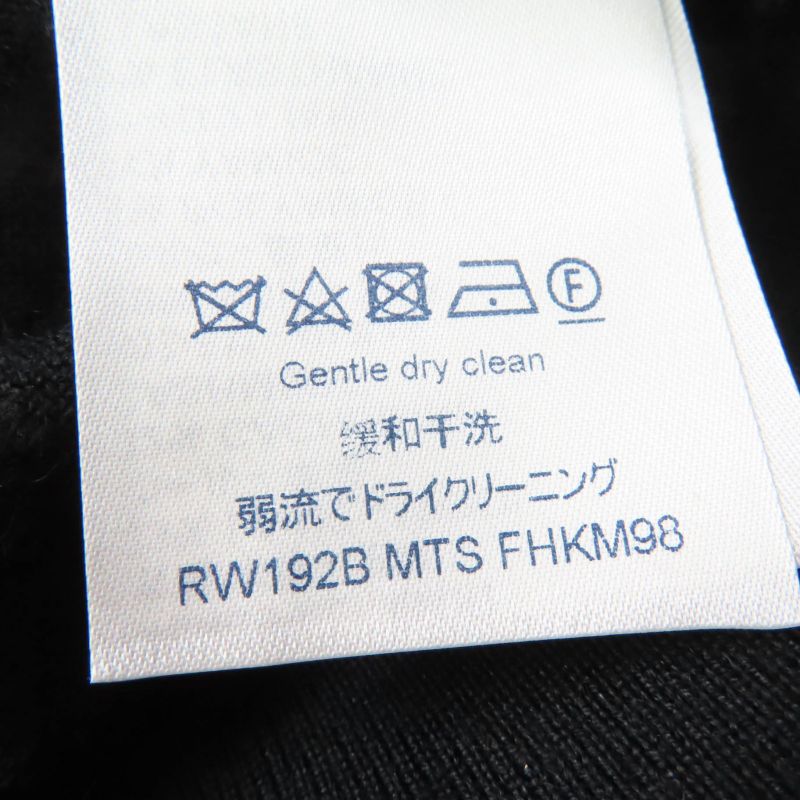 F
Gentle dry clean
缓和干洗
弱流でドライクリーニング
RW192B MTS FHKM98